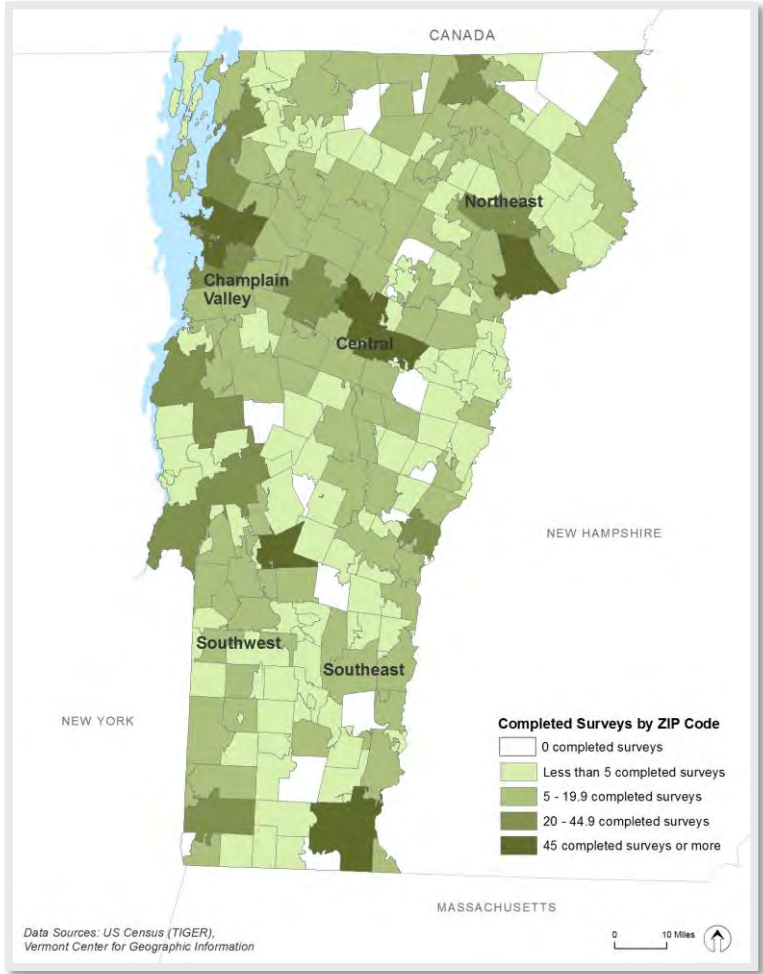 CANADA
Northeast
Champlain
Valley
Central
NEW HAMPSHIRE
Southwest
Southeast
NEW YORK
Completed Surveys by ZIP Code
0 completed surveys
Less than 5 completed surveys
5 - 19.9 completed surveys
20 - 44.9 completed surveys
45 completed surveys or more
MASSACHUSETTS
Data Sources: US Census (TIGER),
Vermont Center for Geographic Information
0 10 Miles